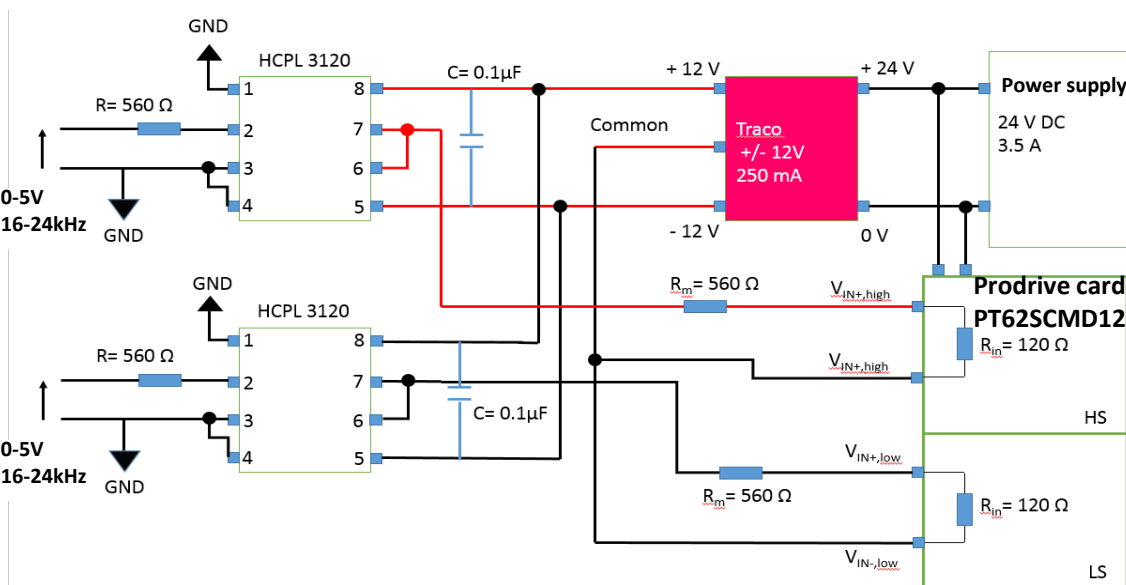 GND
HCPL 3120
R= 560 Ω
1
2
3
4
8
7
6
5
0-5V
16-24kHz
GND
C= 0.1µF
+ 12 V
Common
- 12 V
Traco
+/- 12V
250 mA
+ 24 V
0 V
Power supply
24 V DC
3.5 A
GND
HCPL 3120
R= 560 Ω
1
2
3
4
8
7
6
5
0-5V
16-24kHz
GND
C= 0.1µF
Rm= 560 Ω
VIN+,high
VIN+,high
Prodrive card
PT62SCMD12
Rin= 120 Ω
HS
VIN+,low
Rm= 560 Ω
VIN-,low
Rin= 120 Ω
LS